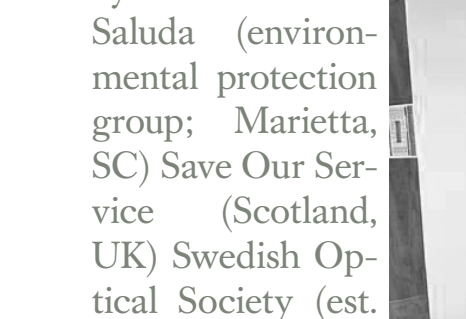 Saluda (environ-
mental protection
group; Marietta,
SC) Save Our Ser-
vice (Scotland,
UK) Swedish Op-
tical Society (est.